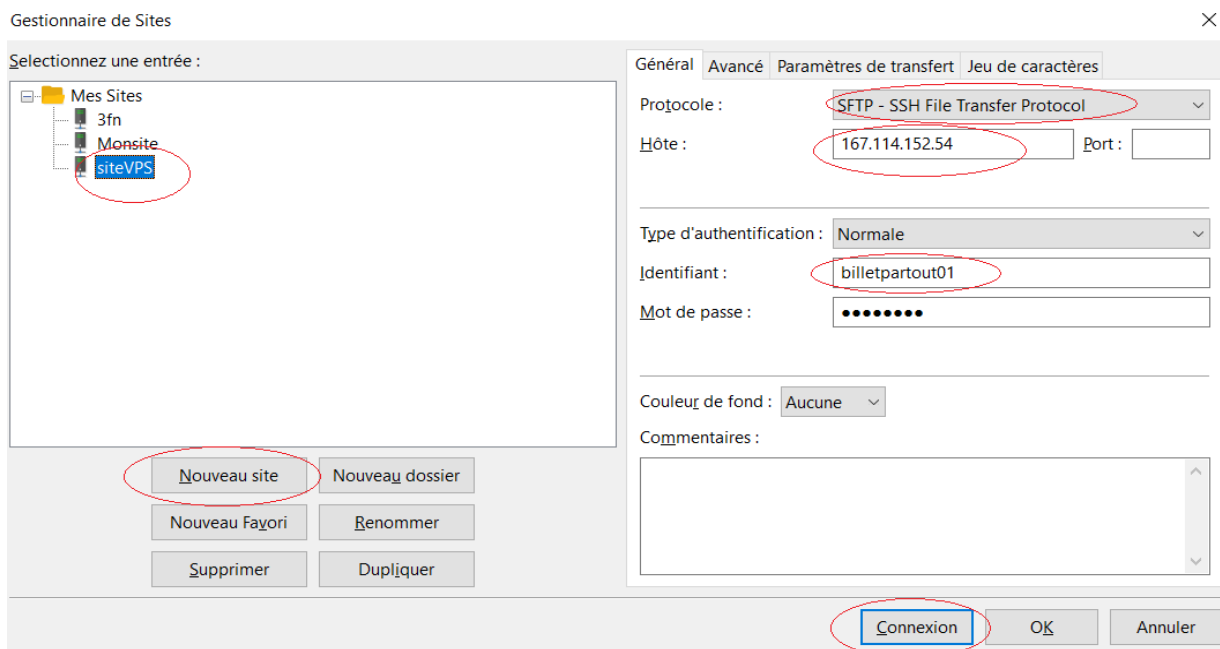 Gestionnaire de Sites
Selectionnez une entrée :
Mes Sites
3fn
Monsite
siteVPS
Nouveau site
Nouveau dossier
Nouveau Favori
Renommer
Supprimer
Dupliquer
Général Avancé Paramètres de transfert Jeu de caractères
Protocole : SFTP - SSH File Transfer Protocol
Hôte : 167.114.152.54 Port :
Type d'authentification : Normale
Identifiant : billetpartout01
Mot de passe : ●●●●●●●●
Couleur de fond : Aucune
Commentaires :
Connexion OK Annuler